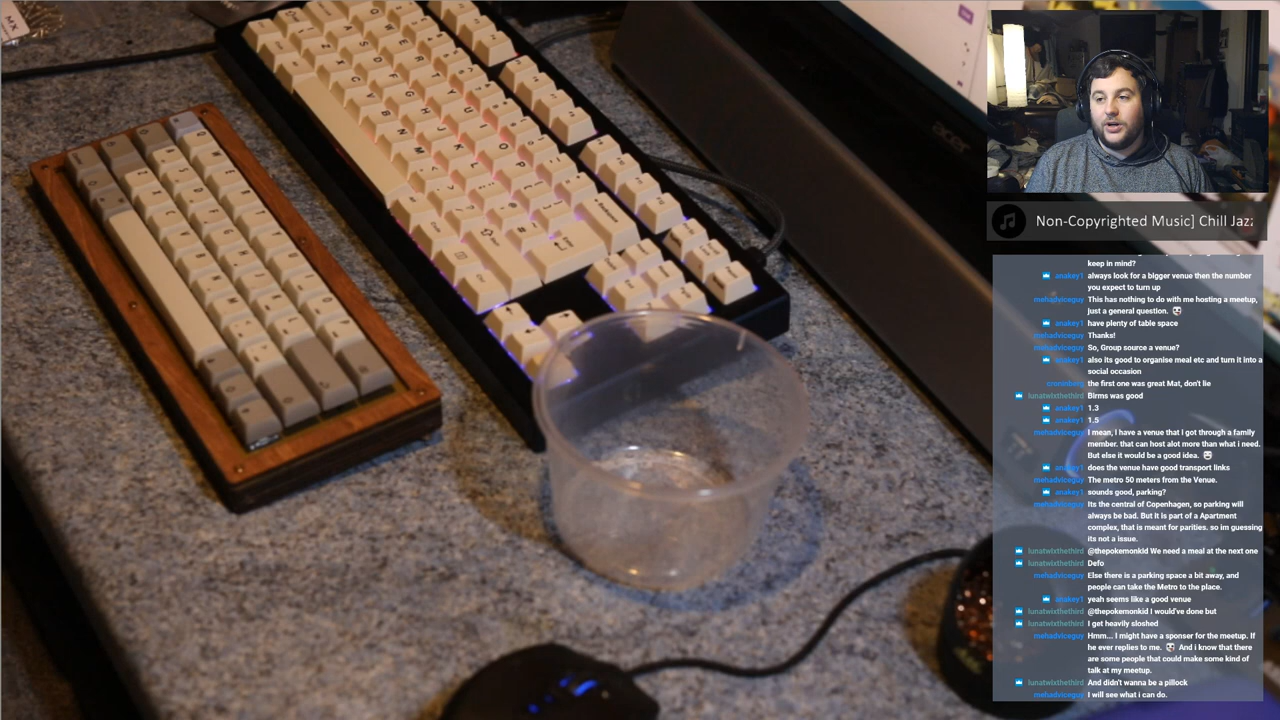 MX
acer
Non-Copyrighted Music] Chill Jaz
keep in mind?
anakey1 always look for a bigger venue then the number
you expect to turn up
mehadviceguy This has nothing to do with me hosting a meetup,
just a general question.
anakey1 have plenty of table space
mehadviceguy Thanks!
mehadviceguy So, Group source a venue?
anakey1 also its good to organise meal etc and turn it into a
social occasion
the first one was great Mat, don't lie
lunatwixthethird Birms was good
anakey1 1.3
anakey1 1.5
mehadviceguy I mean, i have a venue that i got through a family
member. that can host alot more than what i need.
But else it would be a good idea.
anakey1 does the venue have good transport links
mehadviceguy The metro 50 meters from the Venue.
anakey1 sounds good, parking?
mehadviceguy Its the central of Copenhagen, so parking will
always be bad. But it is part of a Apartment
complex, that is meant for parities. so im guessing
its not a issue.
lunatwixthethird @thepokemonkid We need a meal at the next one
lunatwixthethird Defo
mehadviceguy Else there is a parking space a bit away, and
people can take the Metro to the place.
anakey1 yeah seems like a good venue
lunatwixthethird @thepokemonkid I would've done but
lunatwixthethird I get heavily sloshed
mehadviceguy Hmm... I might have a sponser for the meetup. If
he ever replies to me. And i know that there
are some people that could make some kind of
talk at my meetup.
lunatwixthethird And didn't wanna be a pillock
mehadviceguy I will see what i can do.